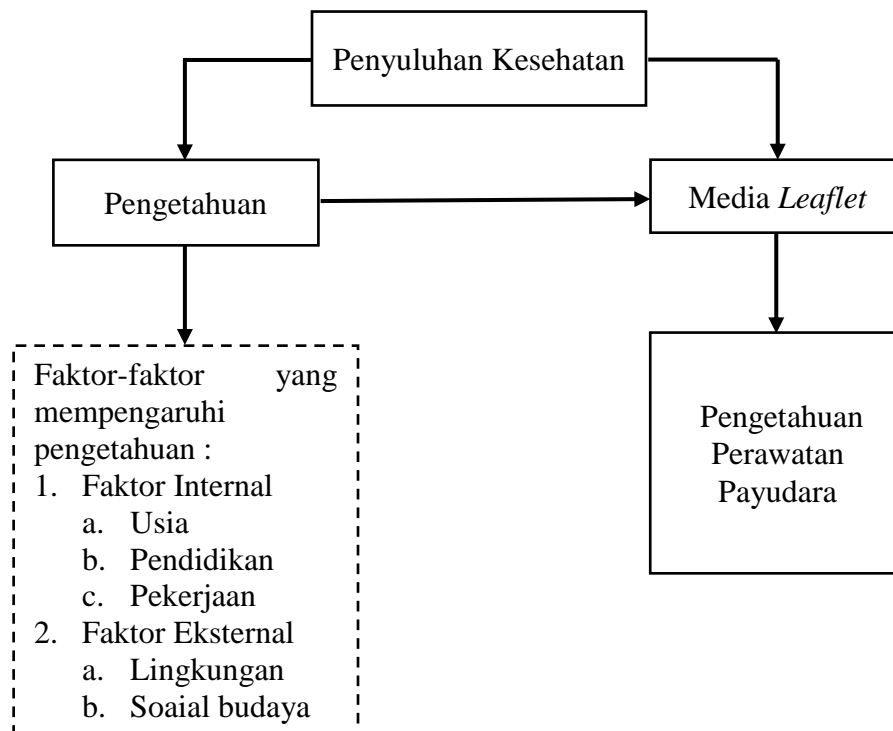 Penyuluhan Kesehatan
Pengetahuan
Media Leaflet
Faktor-faktor yang
mempengaruhi
pengetahuan :
1. Faktor Internal
a. Usia
b. Pendidikan
c. Pekerjaan
2. Faktor Eksternal
a. Lingkungan
b. Soaial budaya
Pengetahuan
Perawatan
Payudara